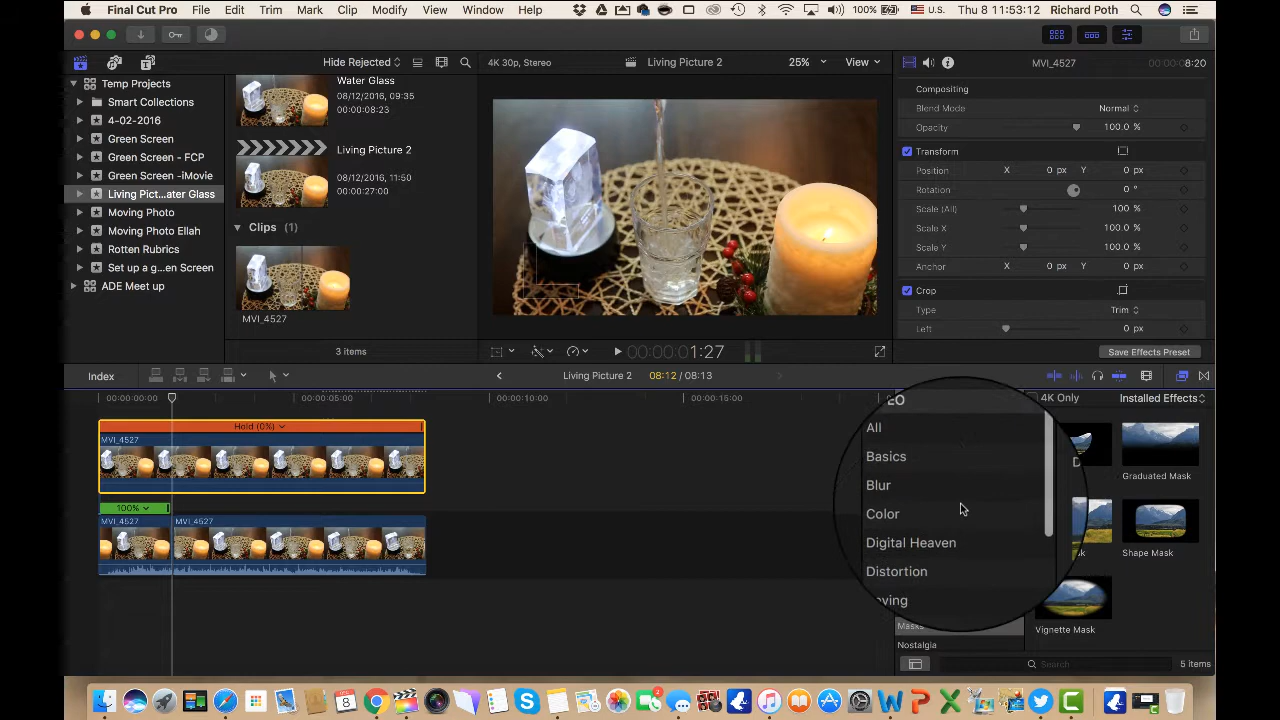 Final Cut Pro File Edit Trim Mark Clip Modify View Window Help 100% U.S. Thu 8 11:53:12 Richard Poth
Hide Rejected 4K 30p, Stereo Living Picture 2 25% View MVI_4527 8:20
Temp Projects
Smart Collections
4-02-2016
Green Screen
Green Screen - FCP
Green Screen -iMovie
Living Pict...ater Glass
Moving Photo
Moving Video
Rotten Rubrics
Set up a g...en Screen
ADE Meet up
Water Glass
08/12/2016, 09:35
00:00:08:23
Living Picture 2
08/12/2016, 11:50
00:00:27:00
Clips (1)
MVI_4527
3 items
00:00:00:01:27
Compositing
Blend Mode Normal
Opacity 100.0 %
Transform
Position X 0 px Y 0 px
Rotation 0 °
Scale (All) 100 %
Scale X 100.0 %
Scale Y 100.0 %
Anchor X 0 px Y 0 px
Crop
Type Trim
Left 0 px
Save Effects Preset
Index Living Picture 2 08:12 / 08:13
00:00:00:00 00:00:05:00 00:00:10:00 00:00:15:00
4K Only Installed Effects
Hold (0%)
MVI_4527
100%
MVI_4527 MVI_4527
All
Basics
Blur
Color
Digital Heaven
Distortion
Masks
Nostalgia
Graduated Mask
Shape Mask
Vignette Mask
Search 5 items
8